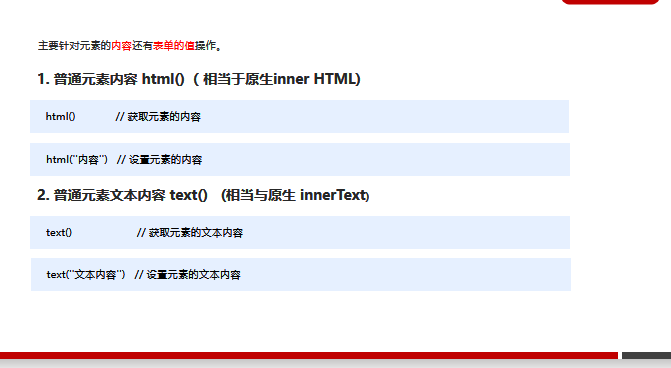 主要针对元素的内容还有表单的值操作。
1. 普通元素内容 html()（ 相当于原生inner HTML)
html() // 获取元素的内容
html(''内容'') // 设置元素的内容
2. 普通元素文本内容 text() (相当与原生 innerText)
text() // 获取元素的文本内容
text(''文本内容'') // 设置元素的文本内容